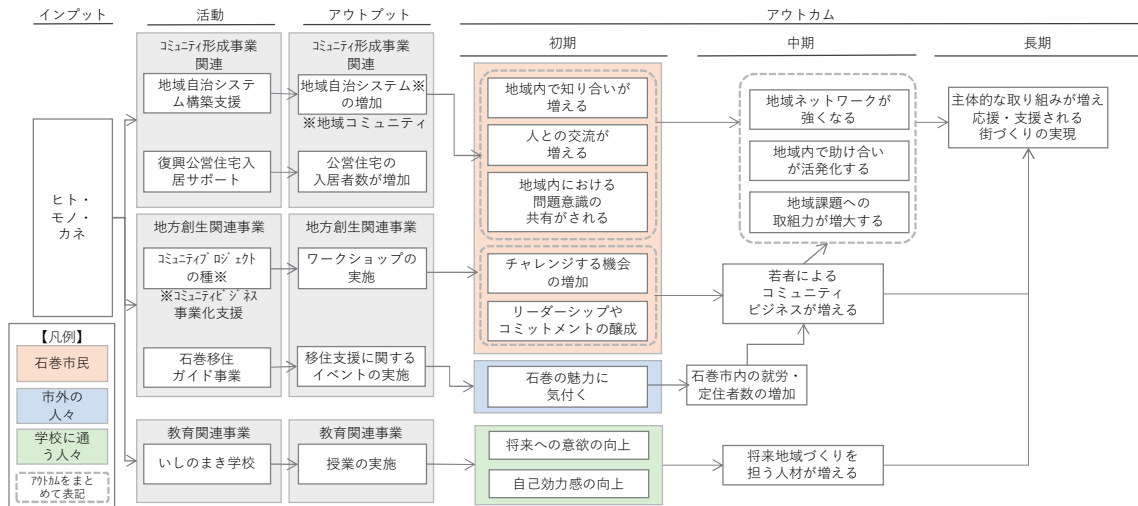 インプット
活動
アウトプット
アウトカム
初期
中期
長期
ヒト・
モノ・
カネ
【凡例】
石巻市民
市外の
人々
学校に通
う人々
ｱｳﾄｶﾑをまと
めて表記
ｺﾐｭﾆﾃｨ形成事業
関連
地域自治システ
ム構築支援
復興公営住宅入
居サポート
地方創生関連事業
ｺﾐｭﾆﾃｨﾌﾟﾛｼﾞｪｸﾄ
の種※
※ｺﾐｭﾆﾃｨﾋﾞｼﾞﾈｽ
事業化支援
石巻移住
ガイド事業
教育関連事業
いしのまき学校
ｺﾐｭﾆﾃｨ形成事業
関連
地域自治システム※
の増加
※地域コミュニティ
公営住宅の
入居者数が増加
地方創生関連事業
ワークショップの
実施
移住支援に関する
イベントの実施
教育関連事業
授業の実施
地域内で知り合いが
増える
人との交流が
増える
地域内における
問題意識の
共有がされる
チャレンジする機会
の増加
リーダーシップや
コミットメントの醸成
石巻の魅力に
気付く
将来への意欲の向上
自己効力感の向上
地域ネットワークが
強くなる
地域内で助け合い
が活発化する
地域課題への
取組力が増大する
若者による
コミュニティ
ビジネスが増える
石巻市内の就労・
定住者数の増加
将来地域づくりを
担う人材が増える
主体的な取り組みが増え
応援・支援される
街づくりの実現